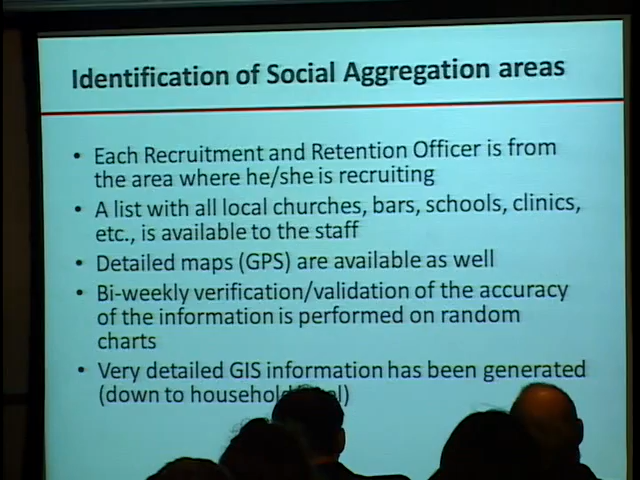 Identification of Social Aggregation areas
• Each Recruitment and Retention Officer is from
the area where he/she is recruiting
• A list with all local churches, bars, schools, clinics,
etc., is available to the staff
• Detailed maps (GPS) are available as well
• Bi-weekly verification/validation of the accuracy
of the information is performed on random
charts
• Very detailed GIS information has been generated
(down to household